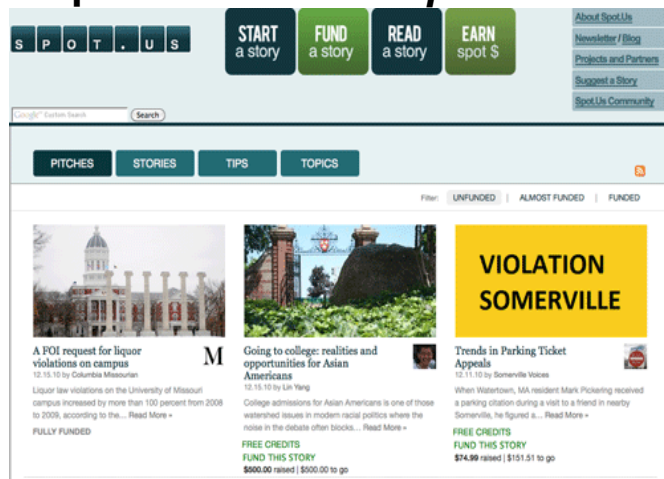 SPOT.US
START
a story
FUND
a story
READ
a story
EARN
spot $
About Spot.Us
Newsletter / Blog
Projects and Partners
Suggest a Story
Spot.Us Community
Google™ Custom Search
Search
PITCHES
STORIES
TIPS
TOPICS
Filter: UNFUNDED | ALMOST FUNDED | FUNDED
A FOI request for liquor
violations on campus
M
12.15.10 by Columbia Missourian
Liquor law violations on the University of Missouri
campus increased by more than 100 percent from 2008
to 2009, according to the... Read More »
FULLY FUNDED
Going to college: realities and
opportunities for Asian
Americans
12.15.10 by Lin Yang
College admissions for Asian Americans is one of those
watershed issues in modern racial politics where the
noise in the debate often blocks... Read More »
FREE CREDITS
FUND THIS STORY
$500.00 raised | $500.00 to go
VIOLATION
SOMERVILLE
Trends in Parking Ticket
Appeals
12.11.10 by Somerville Voices
When Watertown, MA resident Mark Pickering received
a parking citation during a visit to a friend in nearby
Somerville, he figured a... Read More »
FREE CREDITS
FUND THIS STORY
$74.99 raised | $151.51 to go